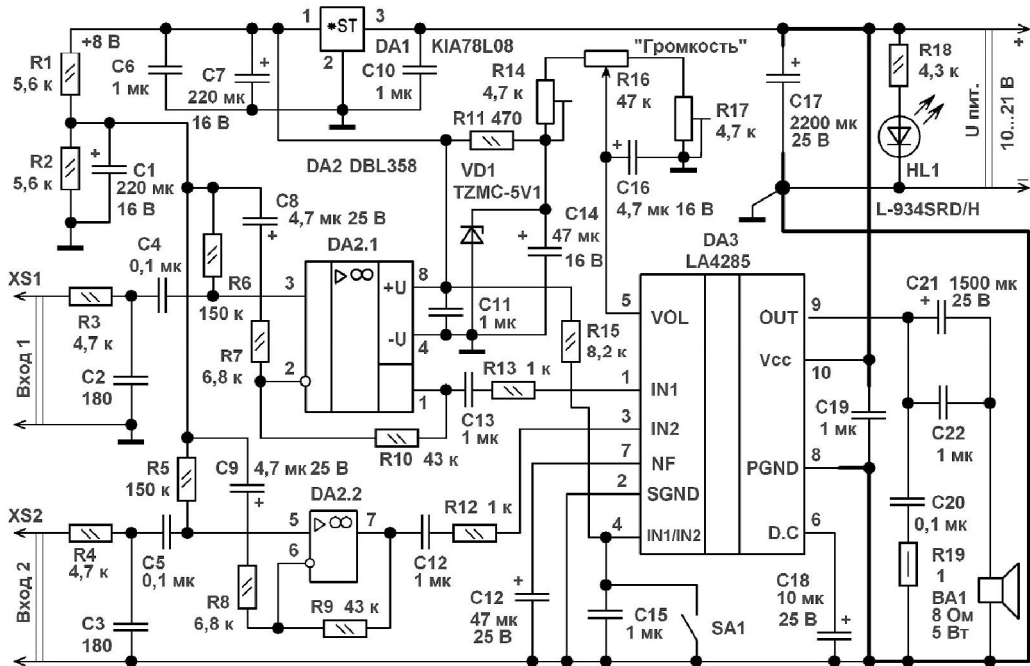 +8 В
1
*ST
3
2
DA1 KIA78L08
R1
5,6 к
C6
1 мк
C7
220 мк
16 В
C10
1 мк
R14
4,7 к
"Громкость"
R16
47 к
R17
4,7 к
C17
2200 мк
25 В
R18
4,3 к
HL1
L-934SRD/H
+
–
U пит.
10...21 В
R2
5,6 к
C1
220 мк
16 В
R11 470
DA2 DBL358
VD1
TZMC-5V1
C16
4,7 мк 16 В
C8
4,7 мк 25 В
C14
47 мк
16 В
XS1
Вход 1
R3
4,7 к
C2
180
C4
0,1 мк
R6
150 к
R7
6,8 к
DA2.1
▷∞
3
2
+U
8
-U
4
1
C11
1 мк
R15
8,2 к
R13 1 к
C13
1 мк
R10 43 к
DA3
LA4285
5 VOL
1 IN1
3 IN2
7 NF
2 SGND
4 IN1/IN2
OUT 9
Vcc
10
PGND 8
D.C 6
C21 1500 мк
25 В
C19
1 мк
C22
1 мк
C20
0,1 мк
R19
1
BA1
8 Ом
5 Вт
C18
10 мк
25 В
XS2
Вход 2
R4
4,7 к
C3
180
R5
150 к
C5
0,1 мк
C9
4,7 мк 25 В
R8
6,8 к
DA2.2
▷∞
5
6
7
R9 43 к
C12
1 мк
R12 1 к
C12
47 мк
25 В
C15
1 мк
SA1